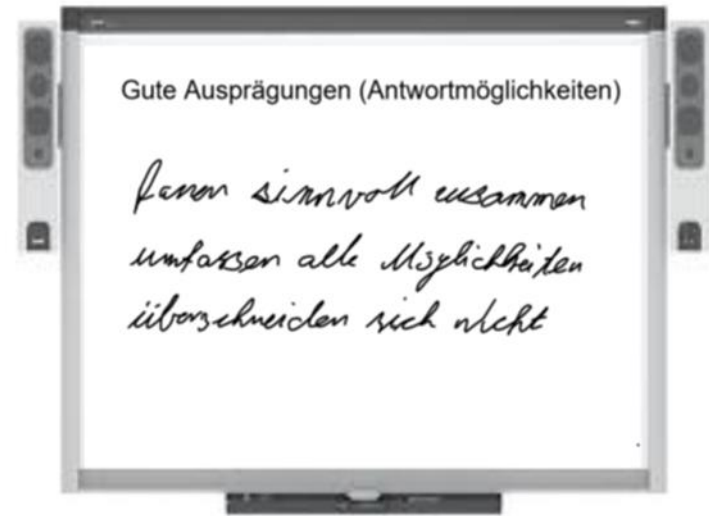 Gute Ausprägungen (Antwortmöglichkeiten)
fassen sinnvoll zusammen
umfassen alle Möglichkeiten
überschneiden sich nicht